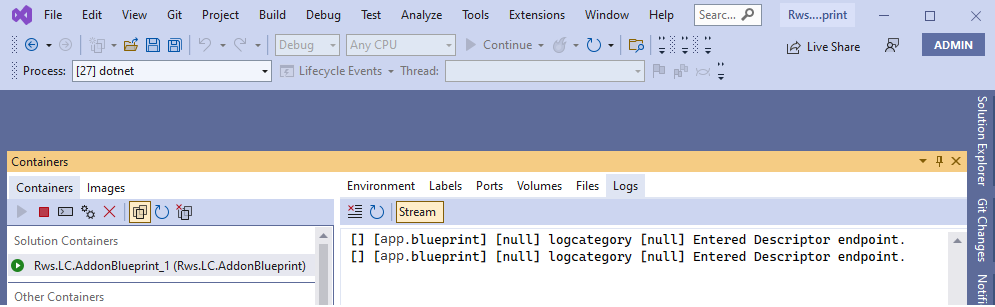 File Edit View Git Project Build Debug Test Analyze Tools Extensions Window Help Searc... Rws....print
Debug Any CPU Continue Live Share ADMIN
Process: [27] dotnet Lifecycle Events Thread:
Solution Explorer
Git Changes
Notifi
Containers
Containers Images
Solution Containers
Rws.LC.AddonBlueprint_1 (Rws.LC.AddonBlueprint)
Other Containers
Environment Labels Ports Volumes Files Logs
Stream
[] [app.blueprint] [null] logcategory [null] Entered Descriptor endpoint.
[] [app.blueprint] [null] logcategory [null] Entered Descriptor endpoint.